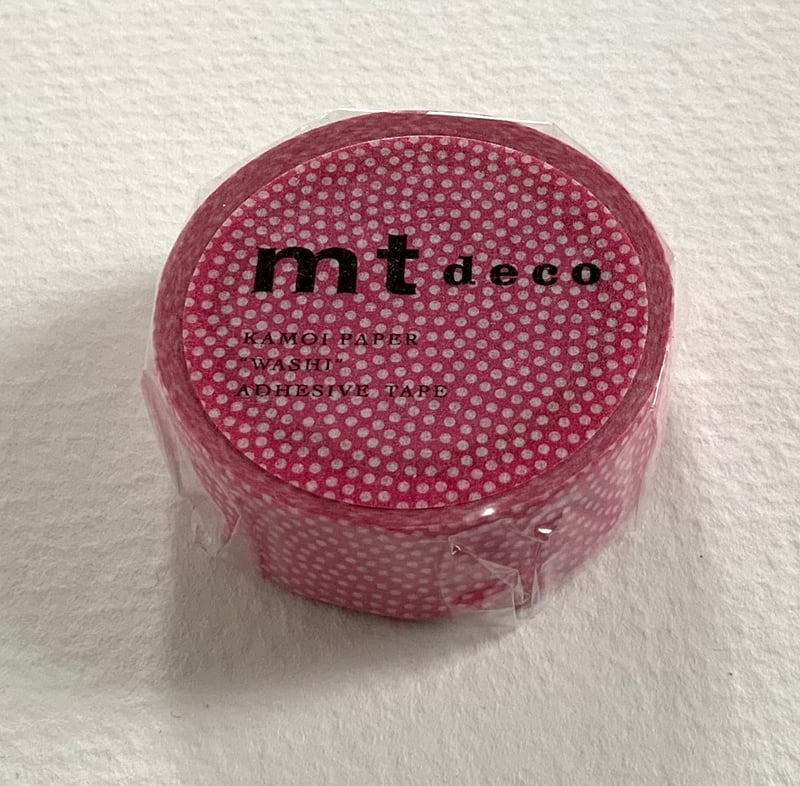 mt deco
KAMOI PAPER
"WASHI"
ADHESIVE TAPE